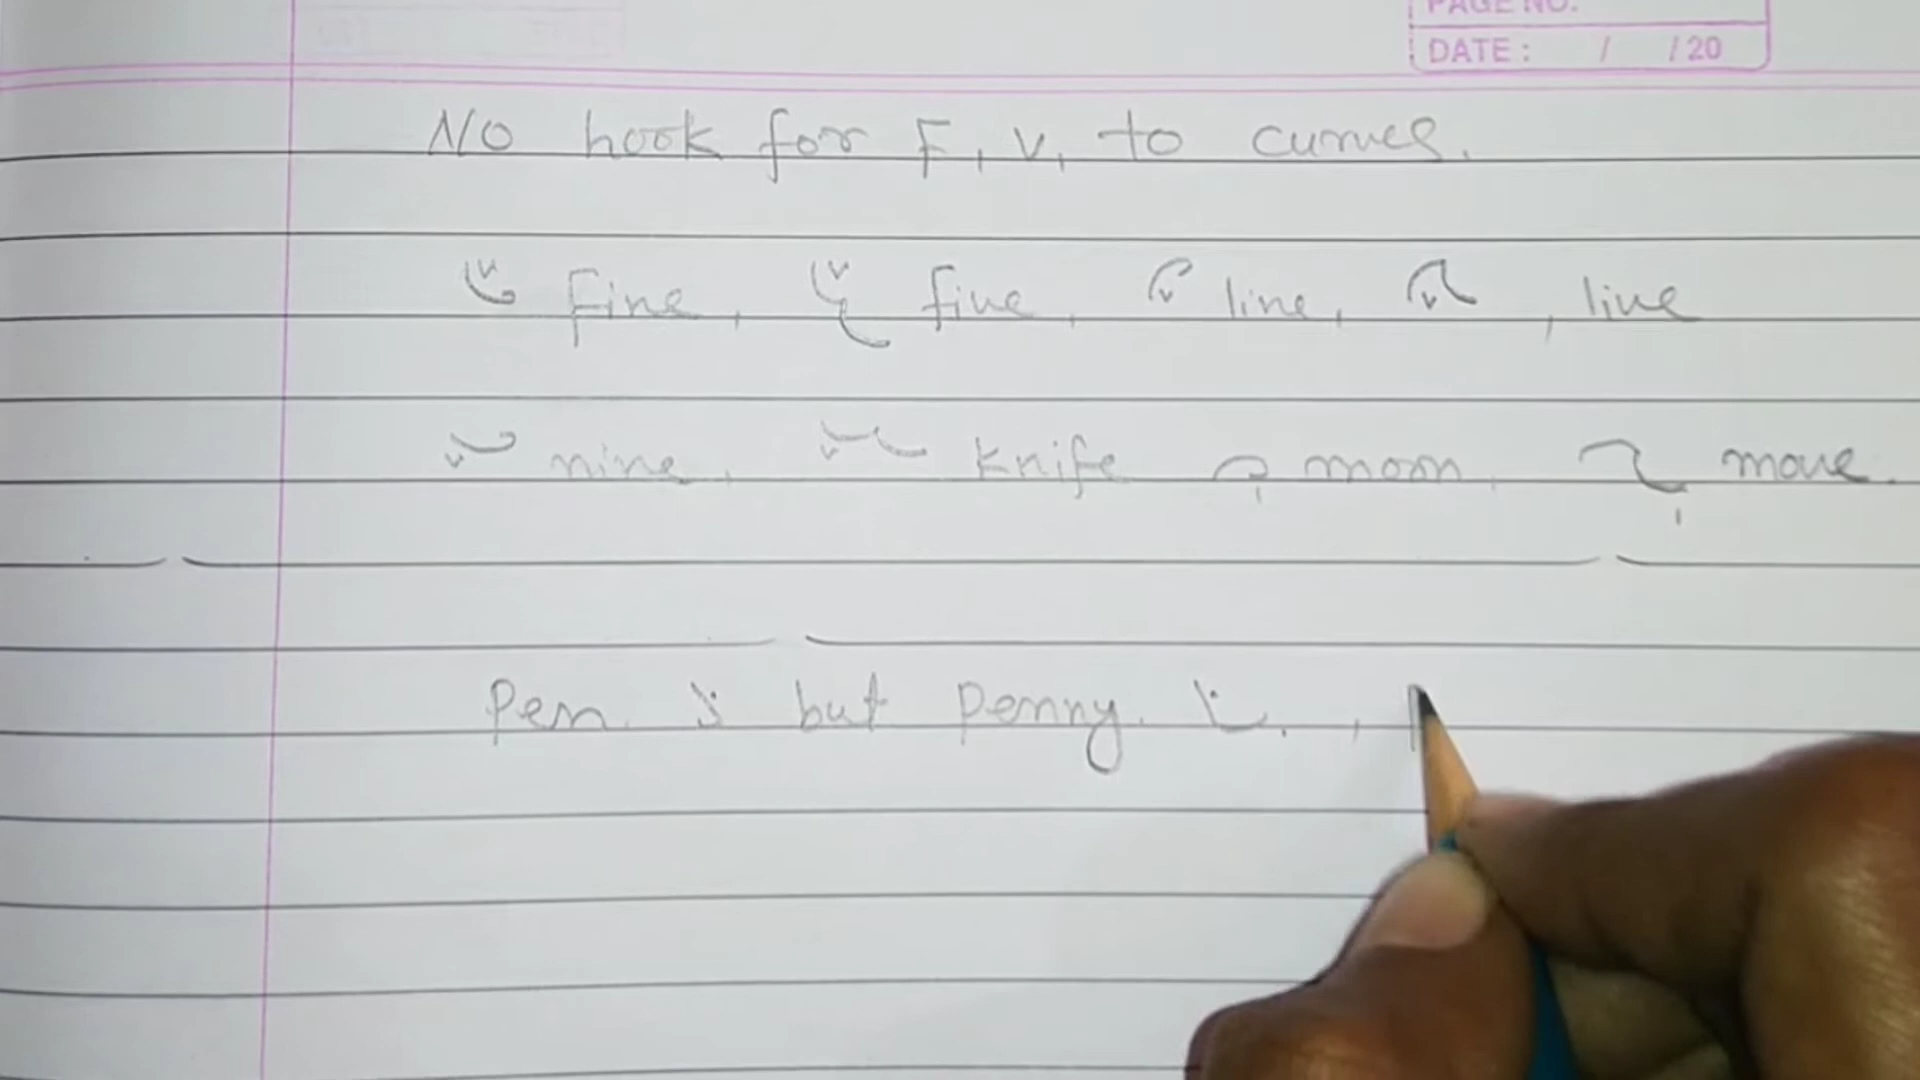 PAGE NO.
DATE : / / 20
No hook for F, V, to curves.
Fine, five, line, , live
nine, knife moon, move.
Pen. but Penny. ,